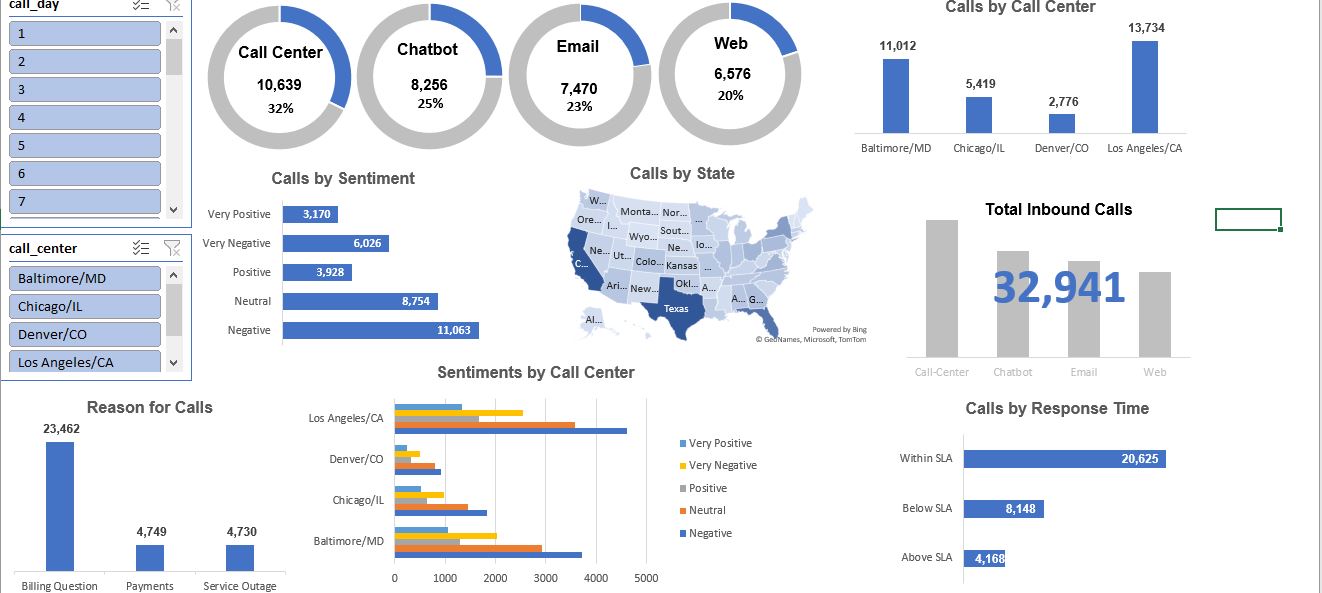 call_day
1
2
3
4
5
6
7
call_center
Baltimore/MD
Chicago/IL
Denver/CO
Los Angeles/CA
Call Center
10,639
32%
Chatbot
8,256
25%
Email
7,470
23%
Web
6,576
20%
Calls by Call Center
11,012
5,419
2,776
13,734
Baltimore/MD
Chicago/IL
Denver/CO
Los Angeles/CA
Calls by Sentiment
Very Positive
3,170
Very Negative
6,026
Positive
3,928
Neutral
8,754
Negative
11,063
Calls by State
W...
Monta...
Nor...
...
Ore...
I...
Wyo...
Sout...
Ne...
Io...
C...
Ne...
Ut...
Colo...
Kansas
...
Ari...
New...
Okl...
A...
A...
G...
Texas
Al...
Powered by Bing
© GeoNames, Microsoft, TomTom
Total Inbound Calls
32,941
Call-Center
Chatbot
Email
Web
Reason for Calls
23,462
4,749
4,730
Billing Question
Payments
Service Outage
Sentiments by Call Center
Los Angeles/CA
Denver/CO
Chicago/IL
Baltimore/MD
0
1000
2000
3000
4000
5000
Very Positive
Very Negative
Positive
Neutral
Negative
Calls by Response Time
Within SLA
20,625
Below SLA
8,148
Above SLA
4,168